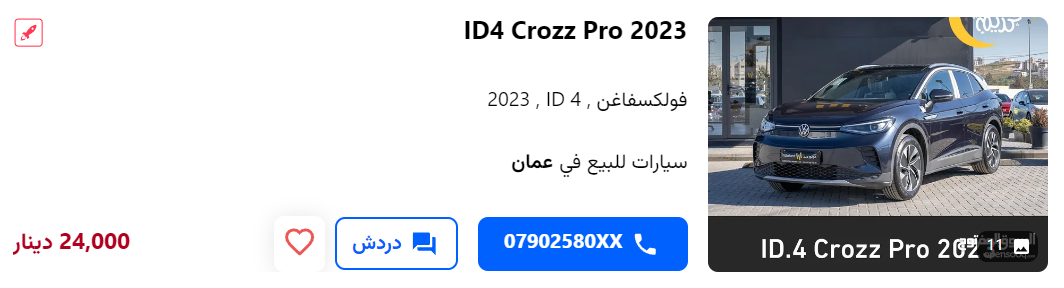 ID4 Crozz Pro 2023
فولكسفاغن , ID 4 , 2023
سيارات للبيع في عمان
07902580XX
دردش
24,000 دينار
ID.4 Crozz Pro 202
11